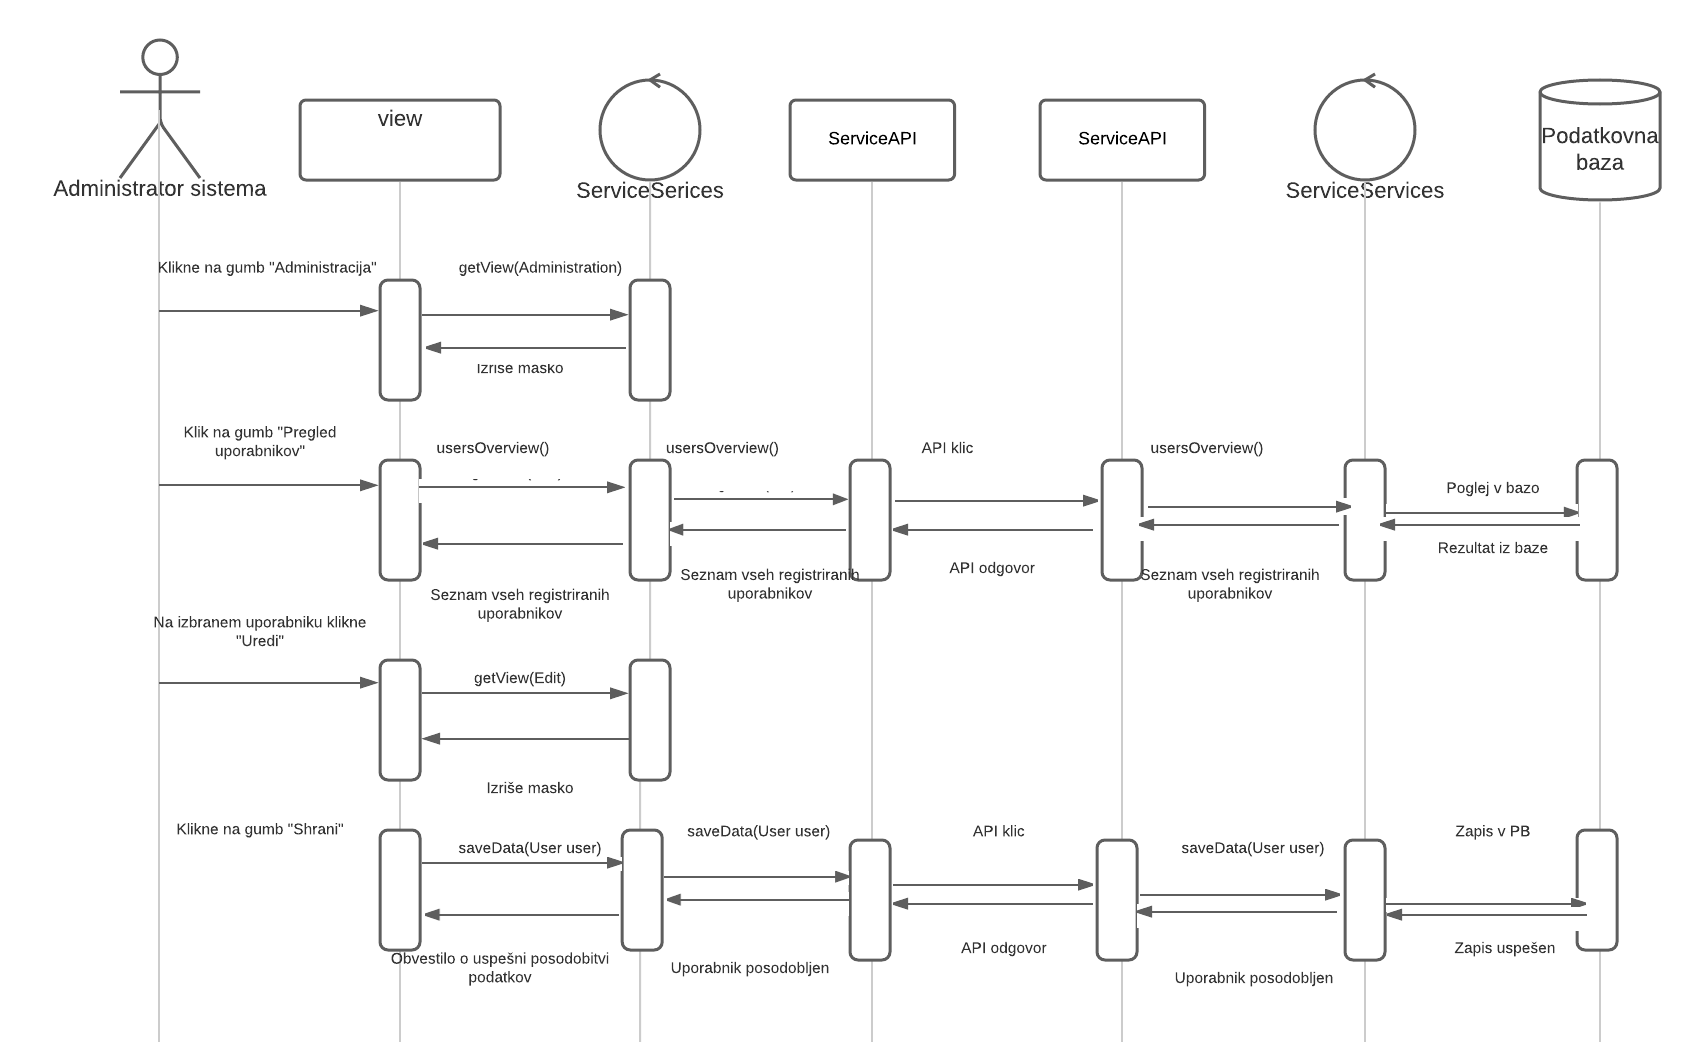 view
ServiceAPI
ServiceAPI
Podatkovna
baza
Administrator sistema
ServiceSerices
ServiceServices
Klikne na gumb "Administracija"
getView(Administration)
Izriše masko
Klik na gumb "Pregled
uporabnikov"
usersOverview()
usersOverview()
API klic
usersOverview()
Poglej v bazo
Rezultat iz baze
Seznam vseh registriranih
uporabnikov
Seznam vseh registriranih
uporabnikov
API odgovor
Seznam vseh registriranih
uporabnikov
Na izbranem uporabniku klikne
"Uredi"
getView(Edit)
Izriše masko
Klikne na gumb "Shrani"
saveData(User user)
saveData(User user)
API klic
saveData(User user)
Zapis v PB
Obvestilo o uspešni posodobitvi
podatkov
Uporabnik posodobljen
API odgovor
Uporabnik posodobljen
Zapis uspešen